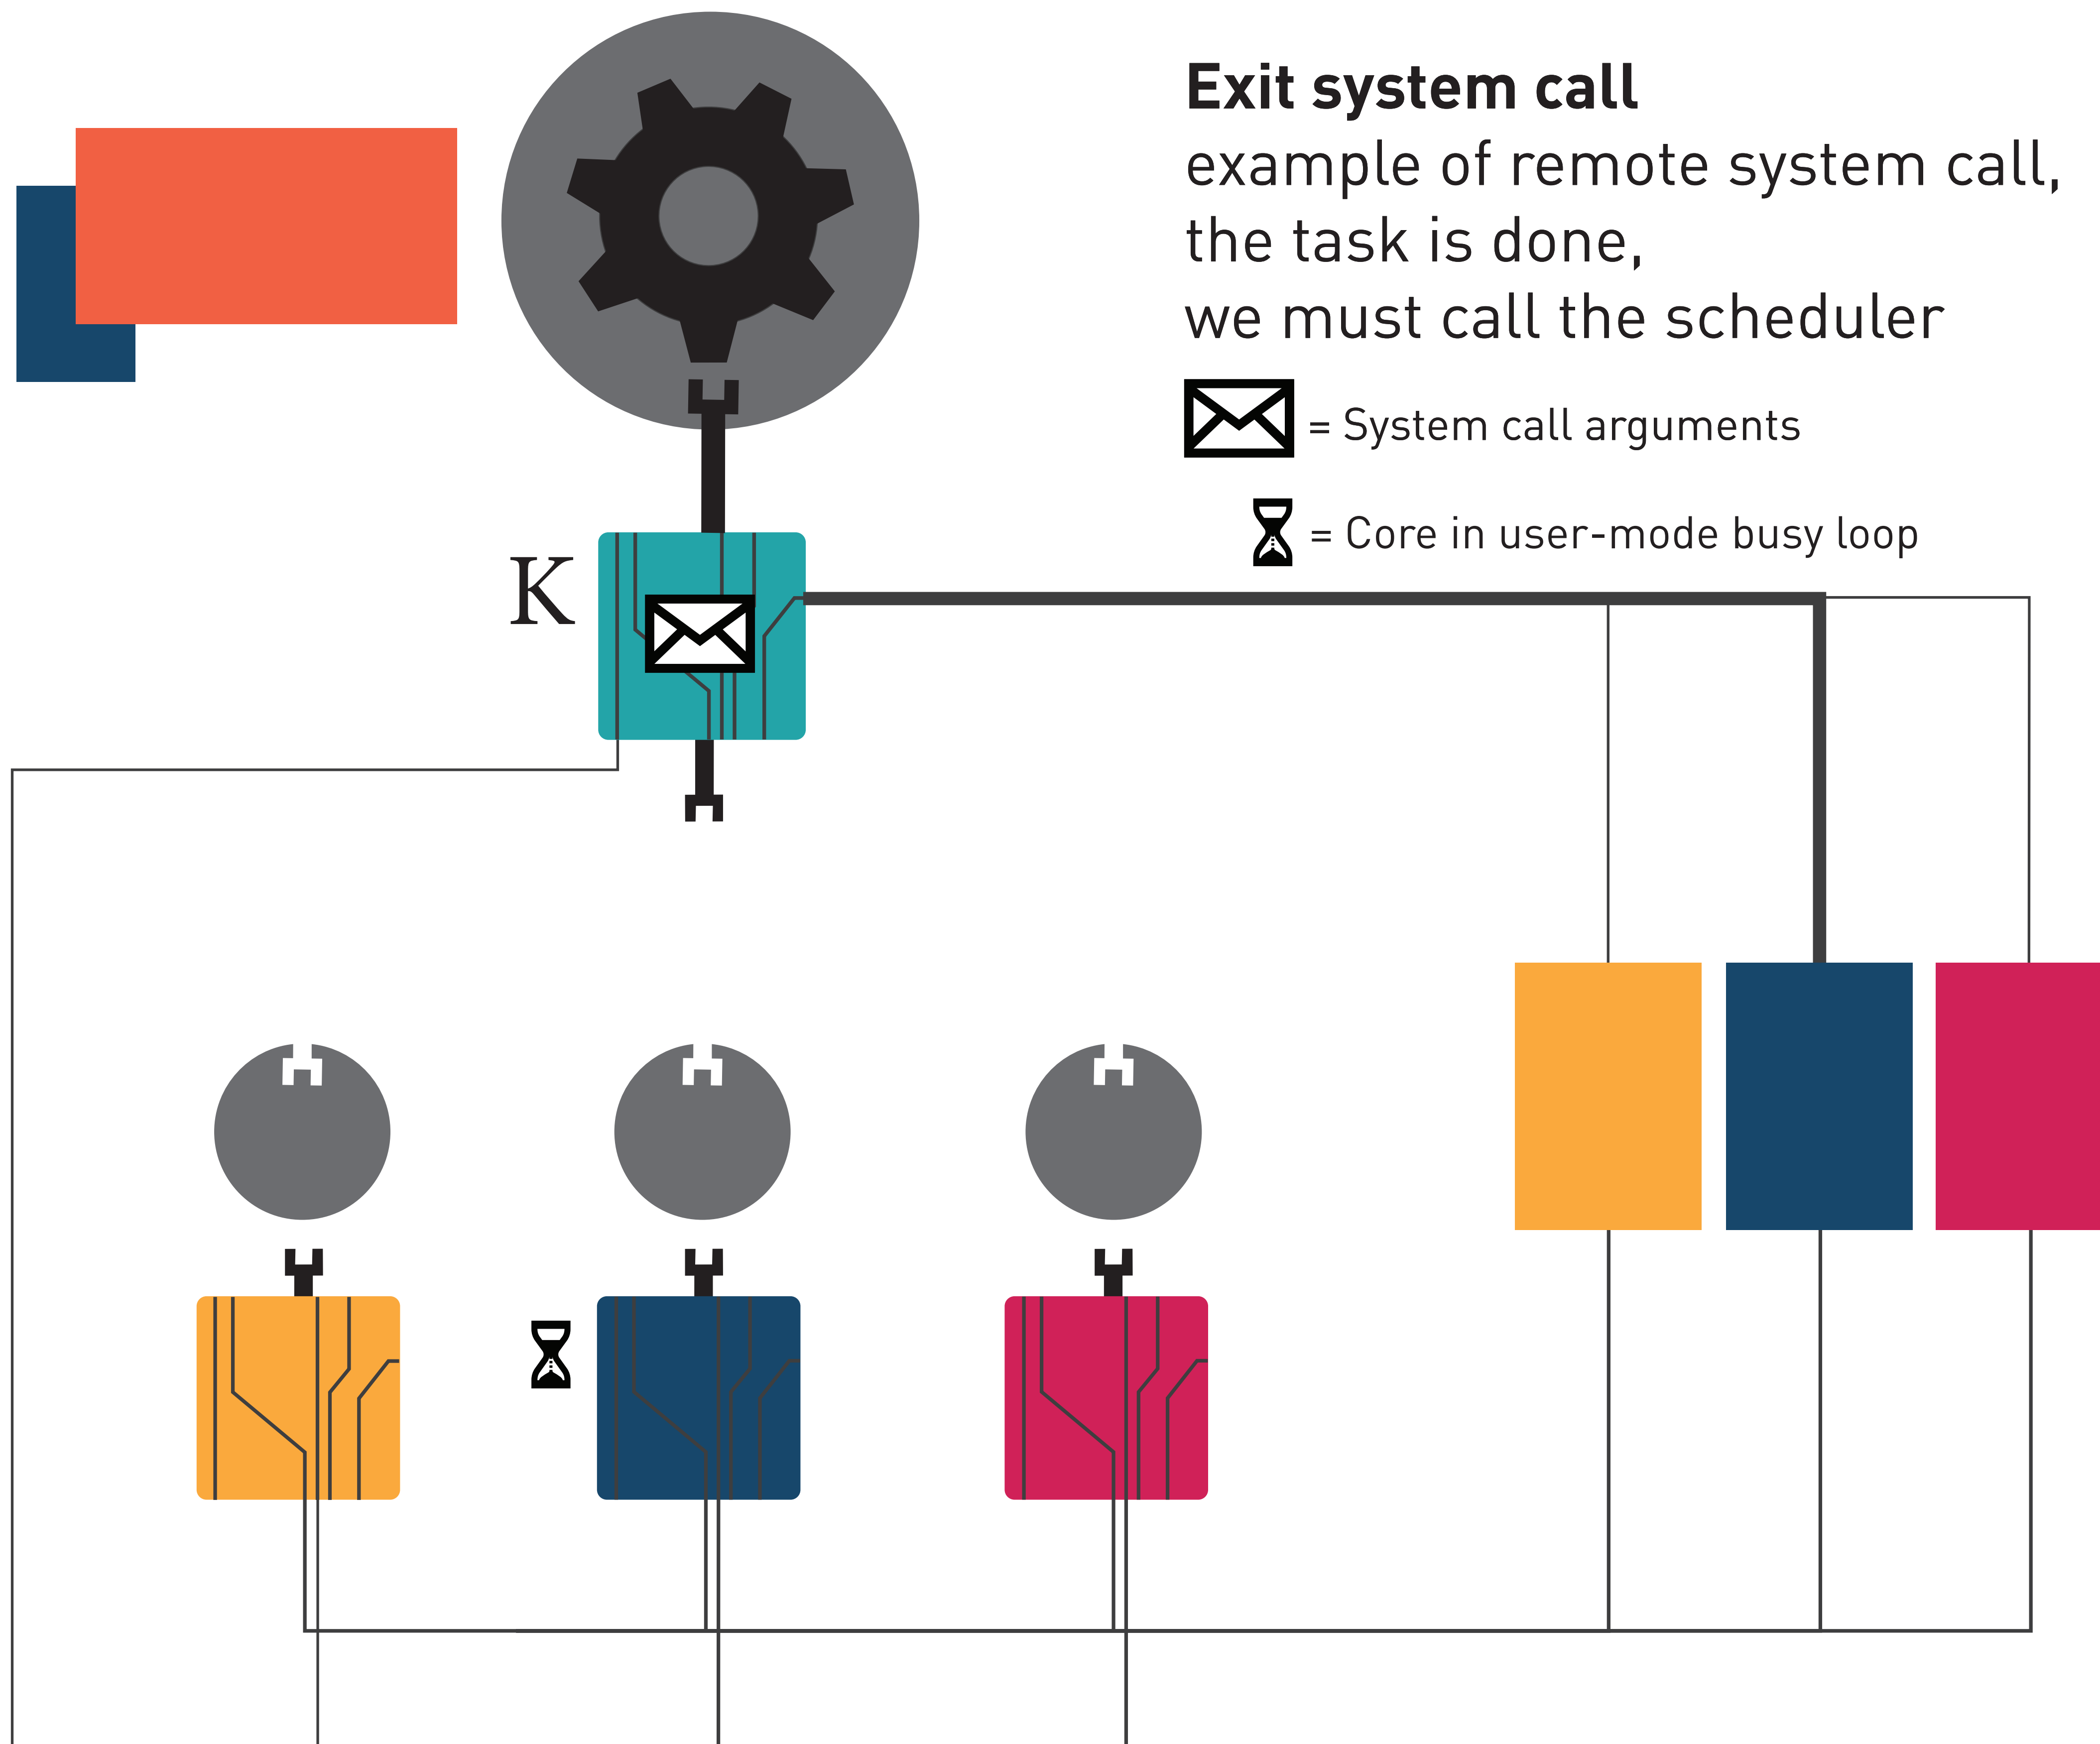 Exit system call
example of remote system call,
the task is done,
we must call the scheduler
= System call arguments
= Core in user-mode busy loop
K